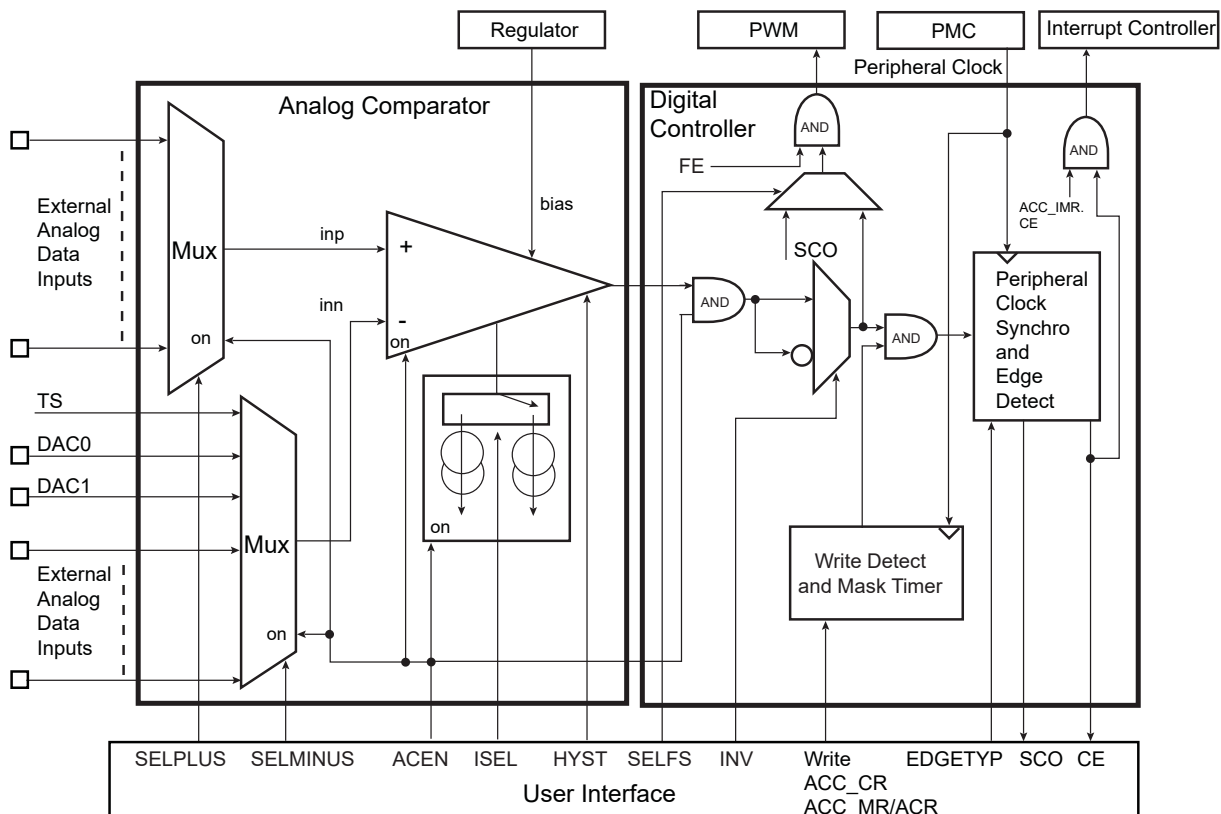 Regulator
PWM
PMC
Interrupt Controller
Peripheral Clock
Analog Comparator
Digital
Controller
AND
AND
FE
External
Analog
Data
Inputs
Mux
inp
bias
ACC_IMR.
CE
+
SCO
Peripheral
Clock
Synchro
and
Edge
Detect
inn
-
on
on
AND
AND
TS
DAC0
DAC1
Mux
on
Write Detect
and Mask Timer
External
Analog
Data
Inputs
on
SELPLUS
SELMINUS
ACEN
ISEL
HYST
SELFS
INV
Write
ACC_CR
ACC_MR/ACR
EDGETYP
SCO
CE
User Interface